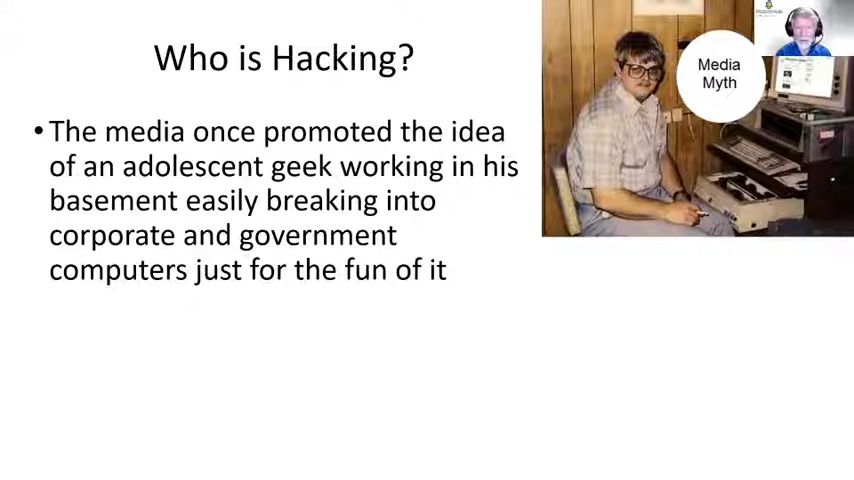 Who is Hacking?
Media
Myth
• The media once promoted the idea
of an adolescent geek working in his
basement easily breaking into
corporate and government
computers just for the fun of it